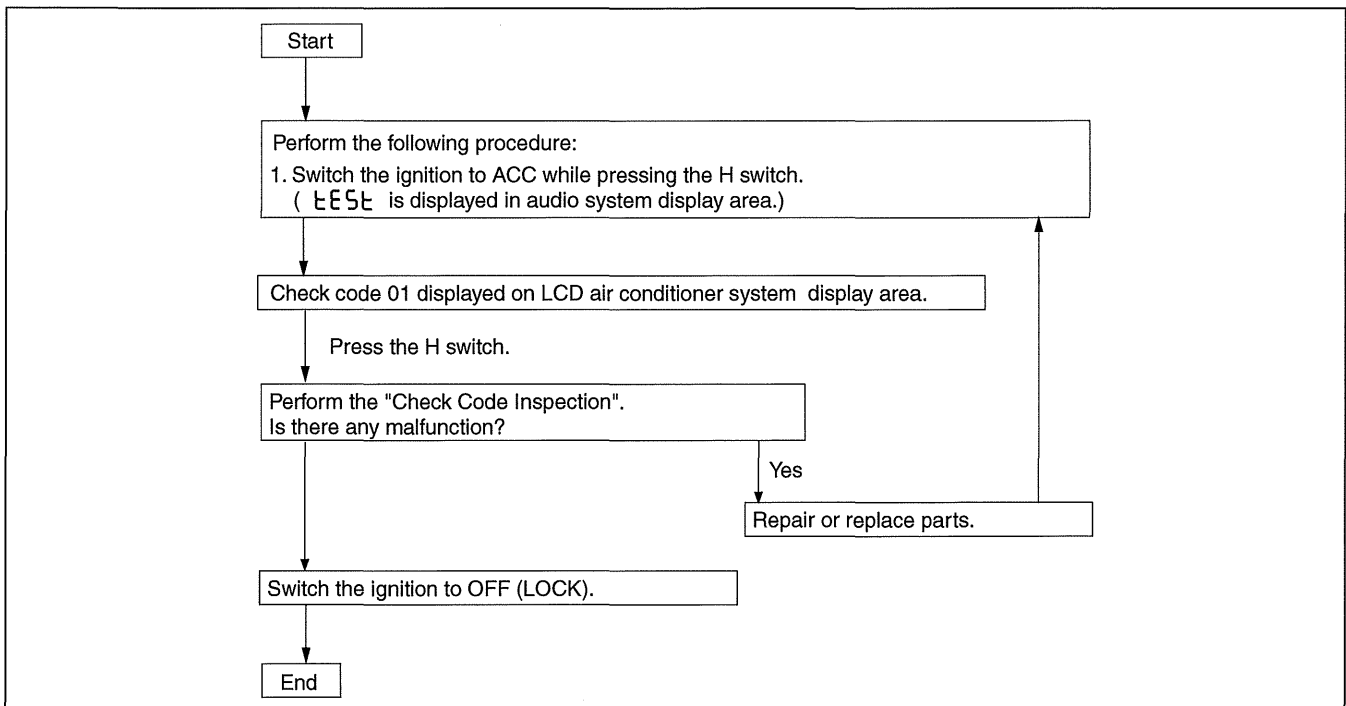 Start
Perform the following procedure:
1. Switch the ignition to ACC while pressing the H switch.
( tESt is displayed in audio system display area.)
Check code 01 displayed on LCD air conditioner system display area.
Press the H switch.
Perform the "Check Code Inspection".
Is there any malfunction?
Yes
Repair or replace parts.
Switch the ignition to OFF (LOCK).
End